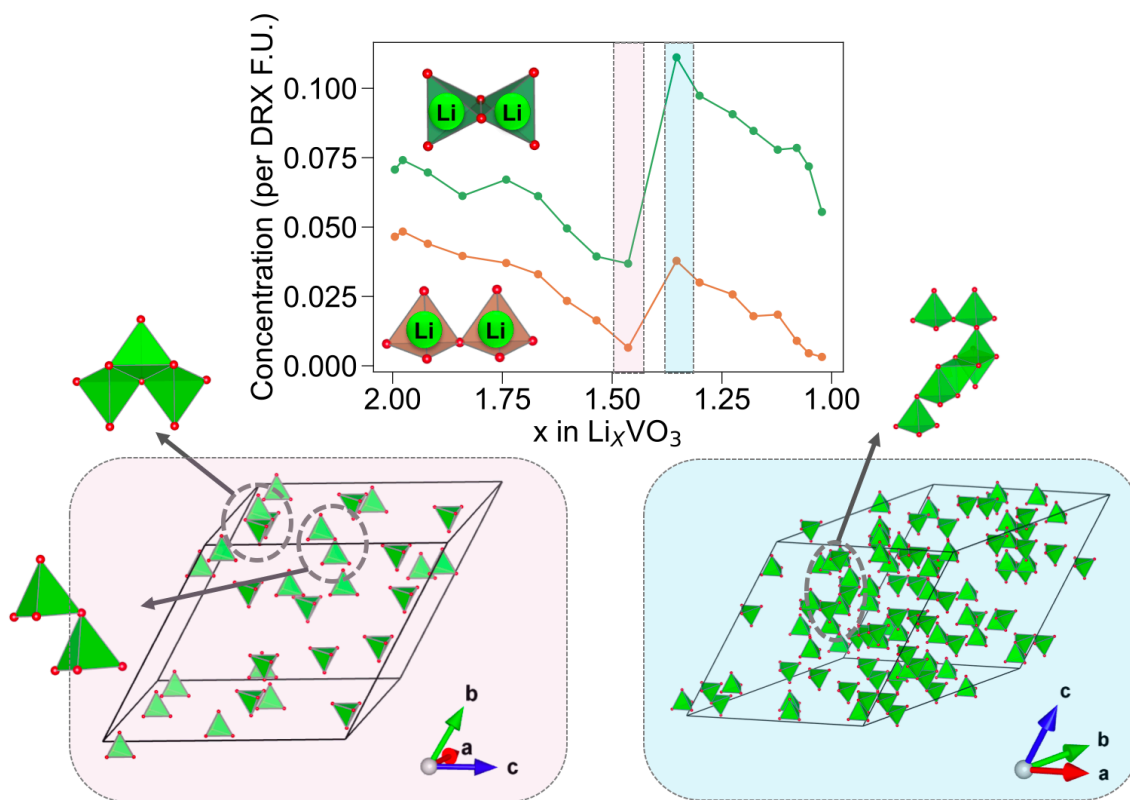 Concentration (per DRX F.U.)
0.100
0.075
0.050
0.025
0.000
Li Li
Li Li
2.00 1.75 1.50 1.25 1.00
x in LiₓVO₃
b
a
c
c
b
a